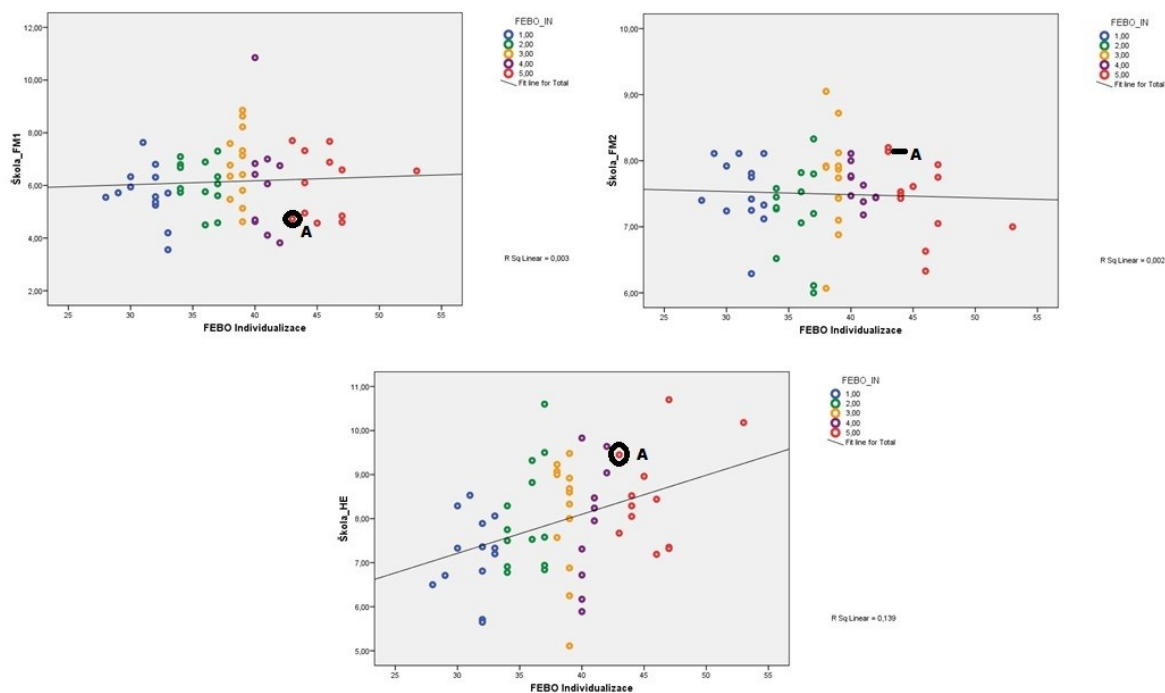 FEBO_IN
1,00
2,00
3,00
4,00
5,00
Fit line for Total
12,00
10,00
8,00
6,00
4,00
2,00
Škola_FM1
A
R Sq Linear = 0,003
25 30 35 40 45 50 55
FEBO Individualizace
FEBO_IN
1,00
2,00
3,00
4,00
5,00
Fit line for Total
10,00
9,00
8,00
7,00
6,00
Škola_FM2
A
R Sq Linear = 0,002
25 30 35 40 45 50 55
FEBO Individualizace
FEBO_IN
1,00
2,00
3,00
4,00
5,00
Fit line for Total
11,00
10,00
9,00
8,00
7,00
6,00
5,00
Škola_HE
A
R Sq Linear = 0,139
25 30 35 40 45 50 55
FEBO Individualizace